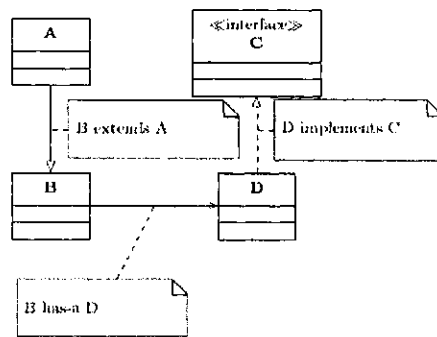 A
≪interface≫
C
B extends A
D implements C
B
D
B has-a D